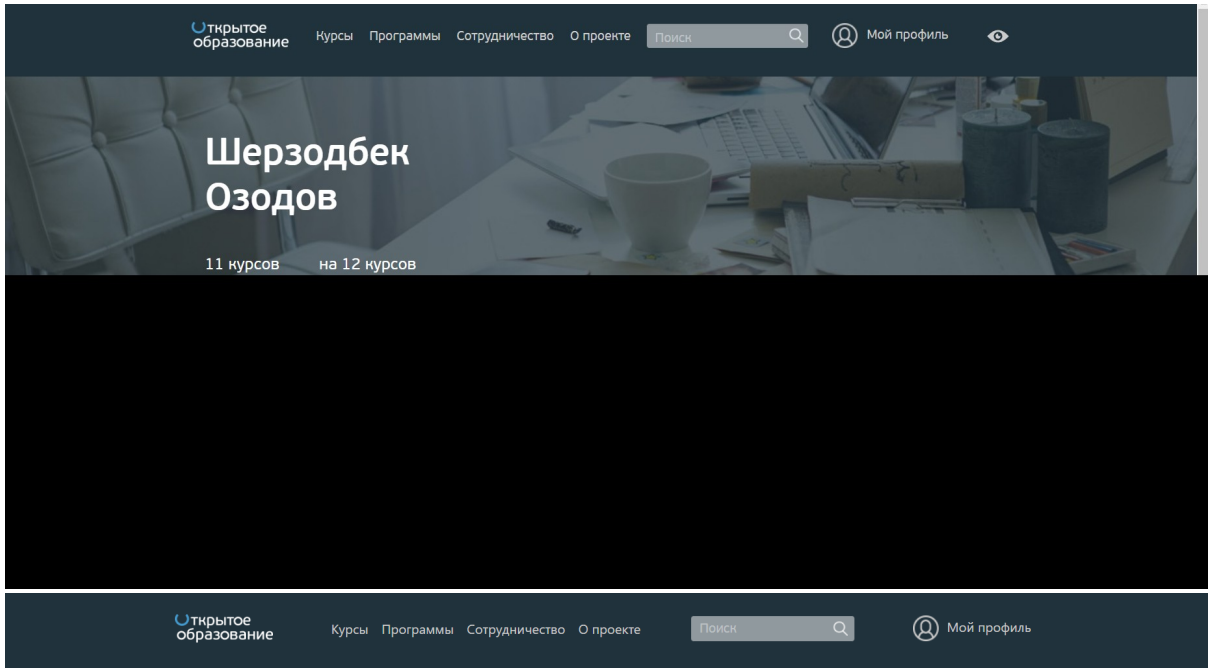 Открытое
образование
Курсы Программы Сотрудничество О проекте Поиск Мой профиль
Шерзодбек
Озодов
11 курсов на 12 курсов
Открытое
образование
Курсы Программы Сотрудничество О проекте Поиск Мой профиль